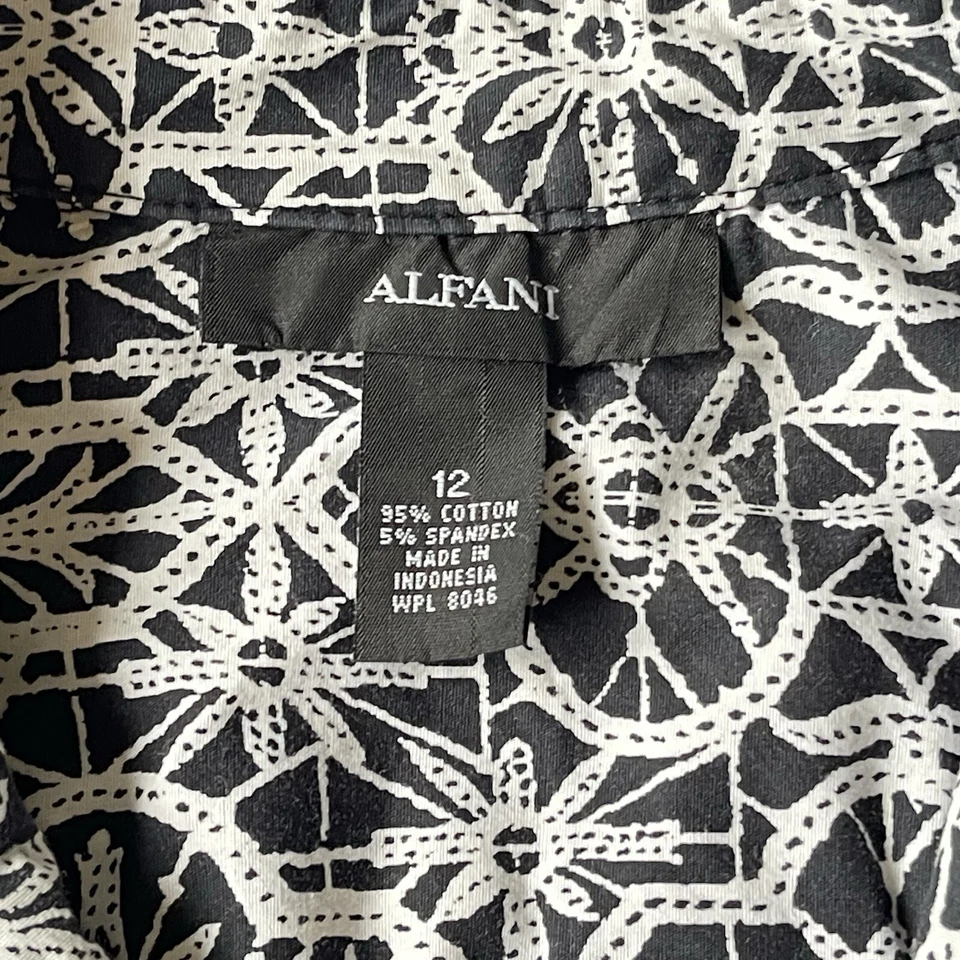 ALFANI
12
95% COTTON
5% SPANDEX
MADE IN
INDONESIA
WPL 8046